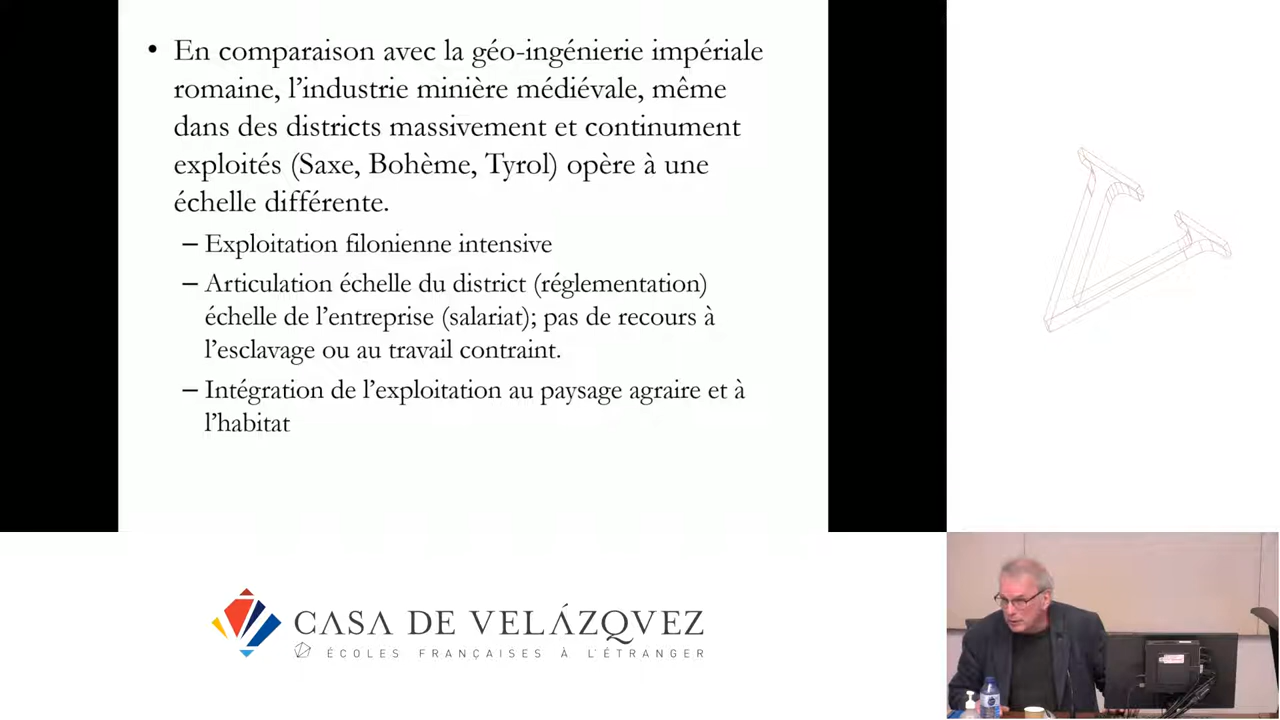 • En comparaison avec la géo-ingénierie impériale
romaine, l’industrie minière médiévale, même
dans des districts massivement et continument
exploités (Saxe, Bohème, Tyrol) opère à une
échelle différente.
– Exploitation filonienne intensive
– Articulation échelle du district (réglementation)
échelle de l’entreprise (salariat); pas de recours à
l’esclavage ou au travail contraint.
– Intégration de l’exploitation au paysage agraire et à
l’habitat
CASA DE VELÁZQVEZ
ÉCOLES FRANÇAISES À L'ÉTRANGER